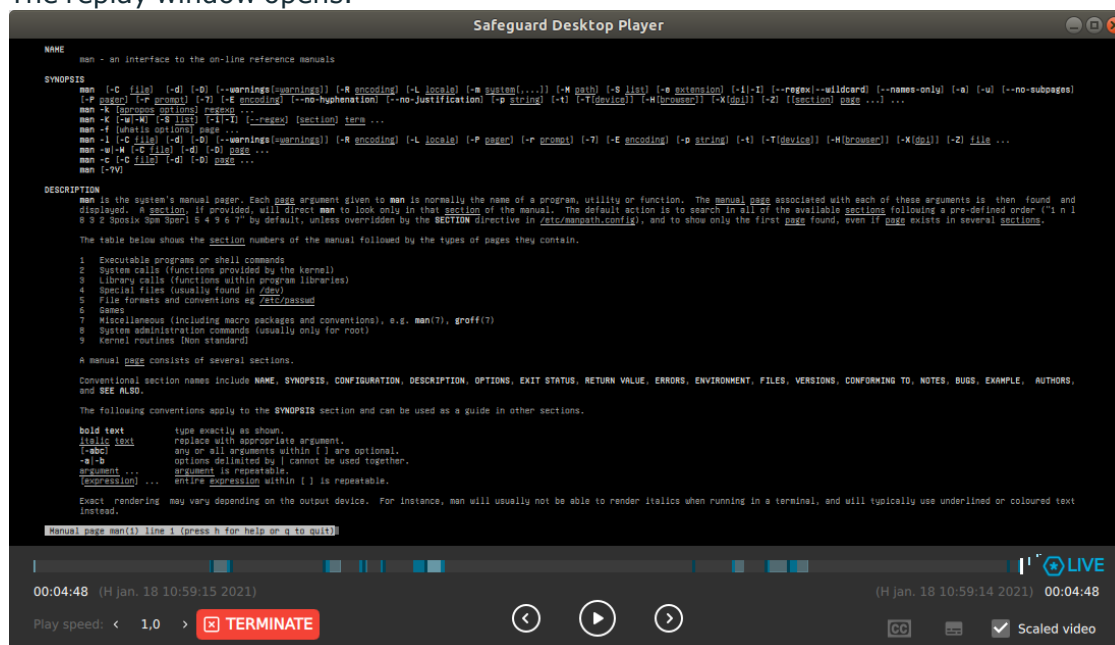 The replay window opens:
Safeguard Desktop Player
NAME
man - an interface to the on-line reference manuals
SYNOPSIS
man [-C file] [-d] [-D] [--warnings[=warnings]] [-R encoding] [-L locale] [-m system[,...]] [-M path] [-S list] [-e extension] [-i|-I] [--regex|--wildcard] [--names-only] [-a] [-u] [--no-subpages]
[-P pager] [-r prompt] [-7] [-E encoding] [--no-hyphenation] [--no-justification] [-p string] [-t] [-T[device]] [-H[browser]] [-X[dpi]] [-Z] [[section] page ...] ...
man -k [apropos options] regexp ...
man -K [-w|-W] [-S list] [-i|-I] [--regex] [section] term ...
man -f [whatis options] page ...
man -l [-C file] [-d] [-D] [--warnings[=warnings]] [-R encoding] [-L locale] [-P pager] [-r prompt] [-7] [-E encoding] [-p string] [-t] [-T[device]] [-H[browser]] [-X[dpi]] [-Z] file ...
man -w|-W [-C file] [-d] [-D] page ...
man -c [-C file] [-d] [-D] page ...
man [-?V]
DESCRIPTION
man is the system's manual pager. Each page argument given to man is normally the name of a program, utility or function. The manual page associated with each of these arguments is then found and
displayed. A section, if provided, will direct man to look only in that section of the manual. The default action is to search in all of the available sections following a pre-defined order ("1 n l
8 3 2 3posix 3pm 3perl 5 4 9 6 7" by default, unless overridden by the SECTION directive in /etc/manpath.config), and to show only the first page found, even if page exists in several sections.
The table below shows the section numbers of the manual followed by the types of pages they contain.
1 Executable programs or shell commands
2 System calls (functions provided by the kernel)
3 Library calls (functions within program libraries)
4 Special files (usually found in /dev)
5 File formats and conventions eg /etc/passwd
6 Games
7 Miscellaneous (including macro packages and conventions), e.g. man(7), groff(7)
8 System administration commands (usually only for root)
9 Kernel routines [Non standard]
A manual page consists of several sections.
Conventional section names include NAME, SYNOPSIS, CONFIGURATION, DESCRIPTION, OPTIONS, EXIT STATUS, RETURN VALUE, ERRORS, ENVIRONMENT, FILES, VERSIONS, CONFORMING TO, NOTES, BUGS, EXAMPLE, AUTHORS,
and SEE ALSO.
The following conventions apply to the SYNOPSIS section and can be used as a guide in other sections.
bold text type exactly as shown.
italic text replace with appropriate argument.
[-abc] any or all arguments within [ ] are optional.
-a|-b options delimited by | cannot be used together.
argument ... argument is repeatable.
[expression] ... entire expression within [ ] is repeatable.
Exact rendering may vary depending on the output device. For instance, man will usually not be able to render italics when running in a terminal, and will typically use underlined or coloured text
instead.
Manual page man(1) line 1 (press h for help or q to quit)
LIVE
00:04:48 (H jan. 18 10:59:15 2021) (H jan. 18 10:59:14 2021) 00:04:48
Play speed: < 1,0 > TERMINATE CC Scaled video